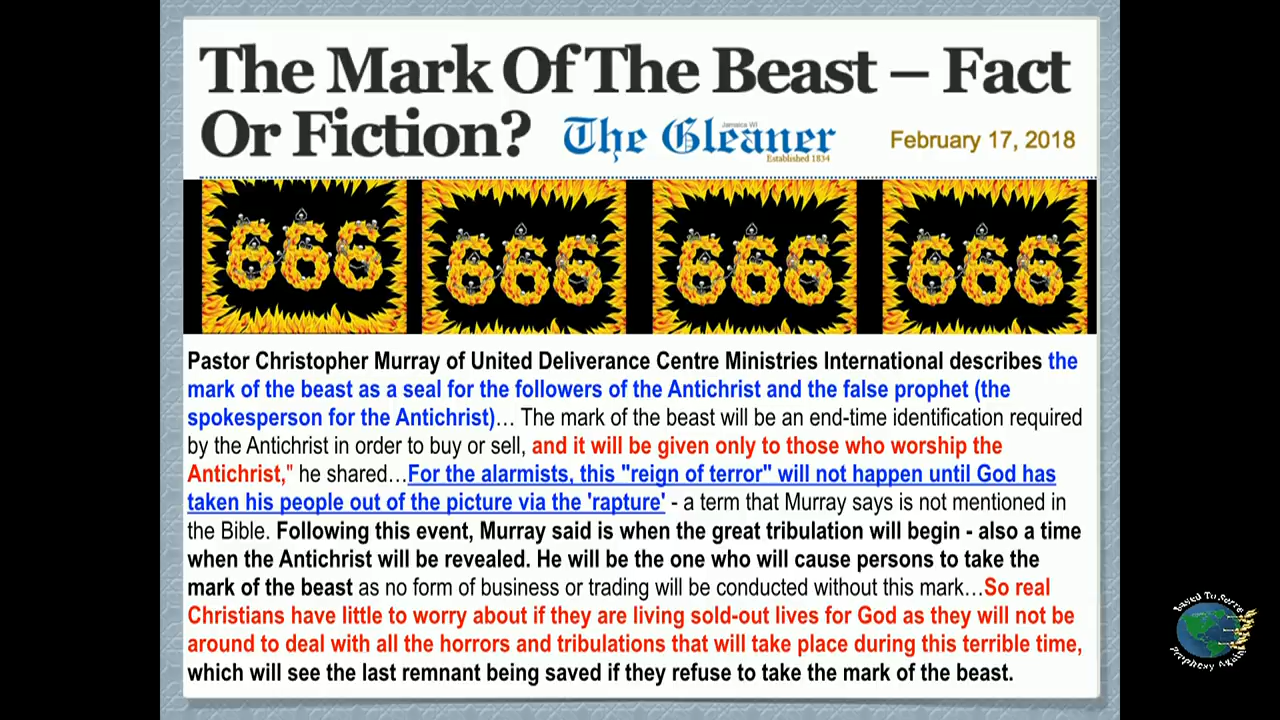 The Mark Of The Beast – Fact
Or Fiction?
Jamaica WI
The Gleaner
Established 1834
February 17, 2018
666 666 666 666
Pastor Christopher Murray of United Deliverance Centre Ministries International describes the
mark of the beast as a seal for the followers of the Antichrist and the false prophet (the
spokesperson for the Antichrist)… The mark of the beast will be an end-time identification required
by the Antichrist in order to buy or sell, and it will be given only to those who worship the
Antichrist," he shared…For the alarmists, this "reign of terror" will not happen until God has
taken his people out of the picture via the 'rapture' - a term that Murray says is not mentioned in
the Bible. Following this event, Murray said is when the great tribulation will begin - also a time
when the Antichrist will be revealed. He will be the one who will cause persons to take the
mark of the beast as no form of business or trading will be conducted without this mark…So real
Christians have little to worry about if they are living sold-out lives for God as they will not be
around to deal with all the horrors and tribulations that will take place during this terrible time,
which will see the last remnant being saved if they refuse to take the mark of the beast.
Saved To Serve
Prophecy Again